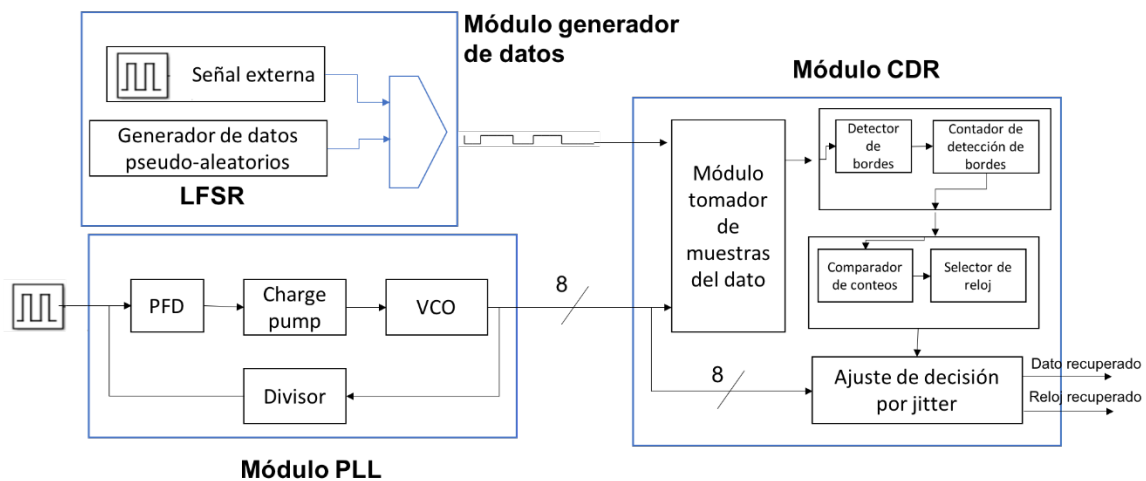 Módulo generador
de datos
Señal externa
Generador de datos
pseudo-aleatorios
LFSR
Módulo CDR
Módulo
tomador
de
muestras
del dato
Detector
de
bordes
Contador de
detección de
bordes
Comparador
de conteos
Selector de
reloj
8
PFD
Charge
pump
VCO
Divisor
8
Ajuste de decisión
por jitter
Dato recuperado
Reloj recuperado
Módulo PLL